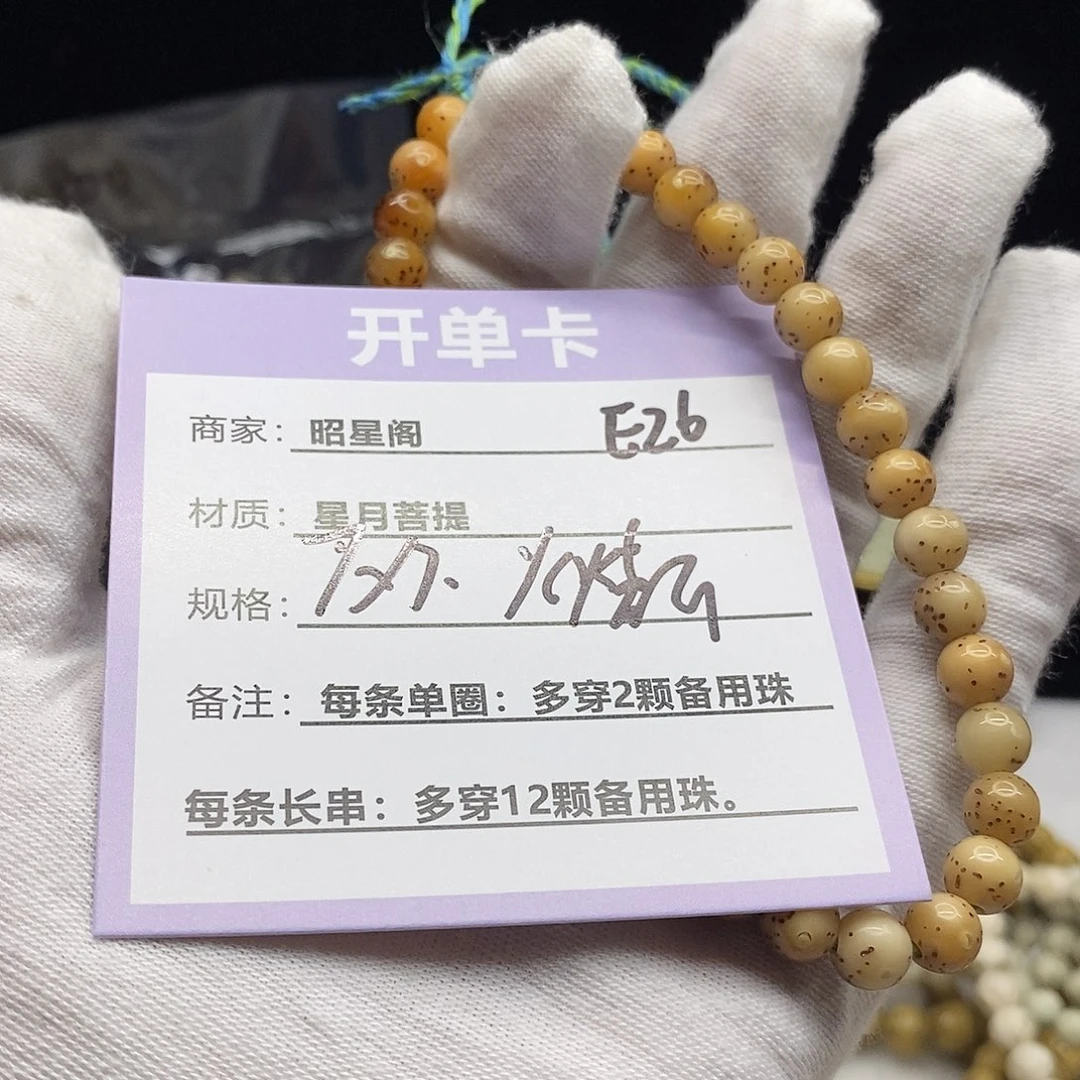 开单卡
商家：昭星阁 E26
材质：星月菩提
规格：
备注：每条单圈：多穿2颗备用珠
每条长串：多穿12颗备用珠。